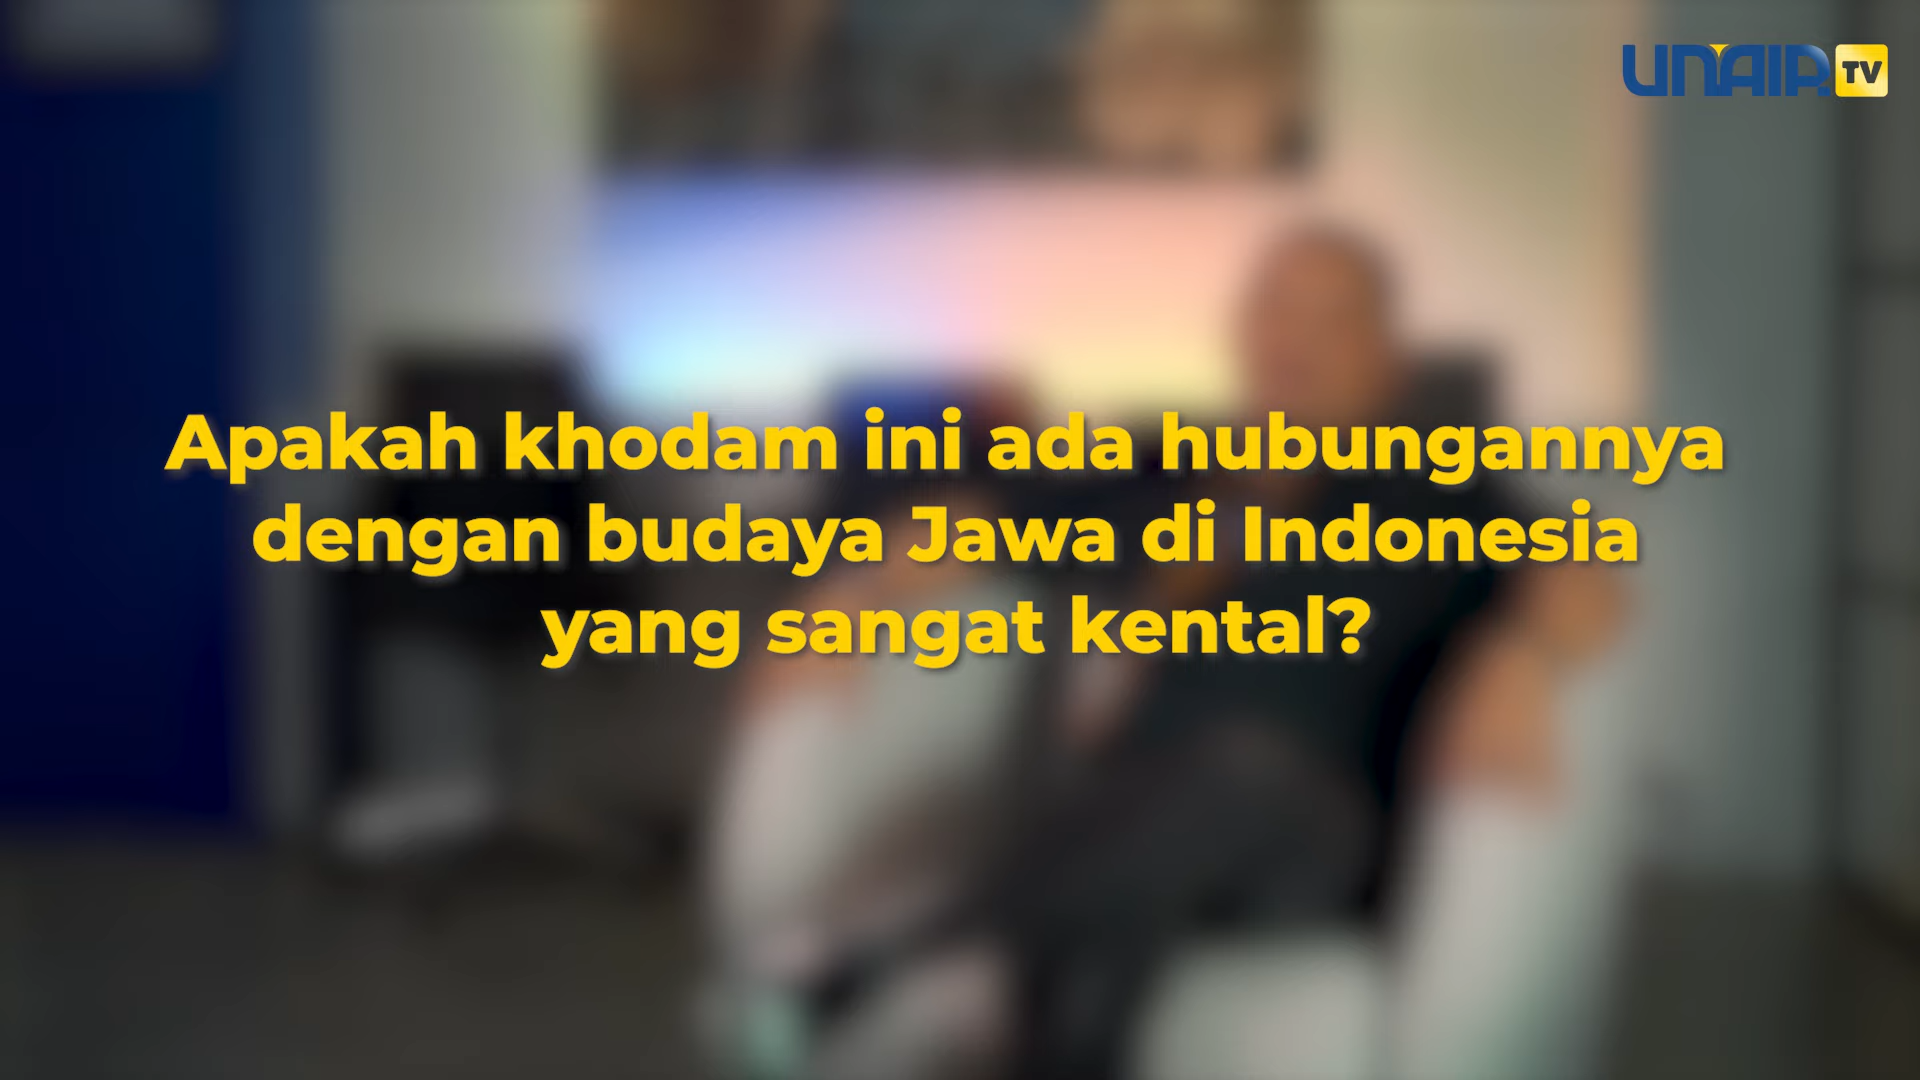 UNAIR TV
Apakah khodam ini ada hubungannya
dengan budaya Jawa di Indonesia
yang sangat kental?